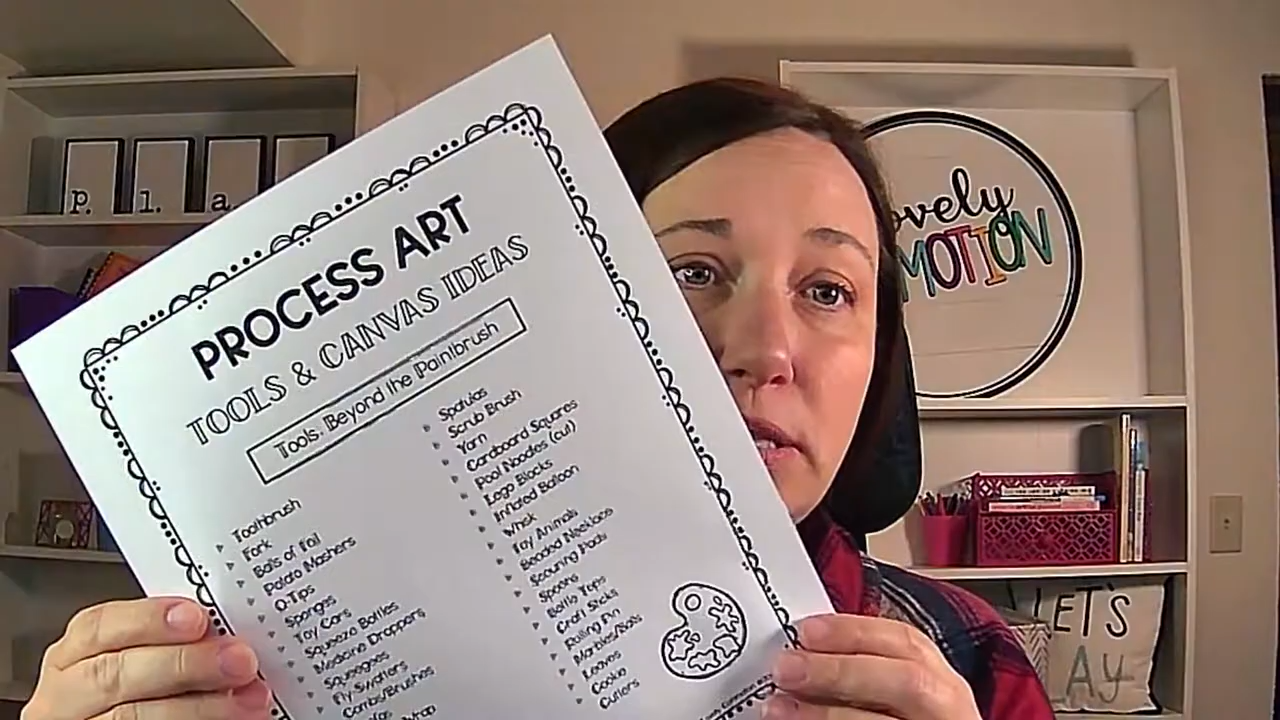 PROCESS ART
TOOLS & CANVAS IDEAS
Tools: Beyond the Paintbrush
Toothbrush
Fork
Balls of Foil
Potato Mashers
Q-Tips
Sponges
Toy Cars
Squeeze Bottles
Medicine Droppers
Squeegees
Fly Swatters
Combs/Brushes
Spatulas
Scrub Brush
Yarn
Cardboard Squares
Pool Noodles (cut)
Lego Blocks
Inflated Balloon
Whisk
Toy Animals
Beaded Necklace
Scouring Pads
Spoons
Bottle Tops
Craft Sticks
Rolling Pin
Marbles/Balls
Leaves
Cookie
Cutters
p. l. a.
ovely
MOTION
LET'S
AY